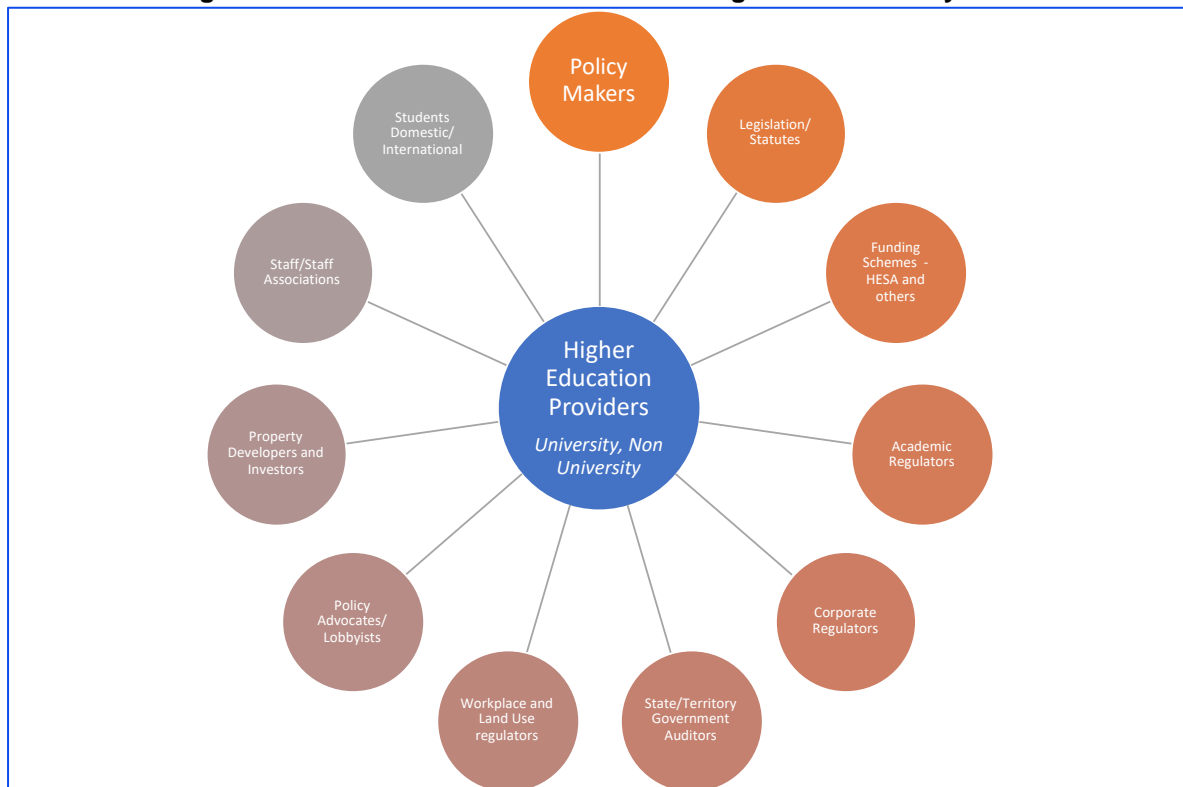 Policy
Makers
Legislation/
Statutes
Funding
Schemes -
HESA and
others
Academic
Regulators
Corporate
Regulators
State/Territory
Government
Auditors
Workplace and
Land Use
regulators
Policy
Advocates/
Lobbyists
Property
Developers and
Investors
Staff/Staff
Associations
Students
Domestic/
International
Higher
Education
Providers
University, Non
University